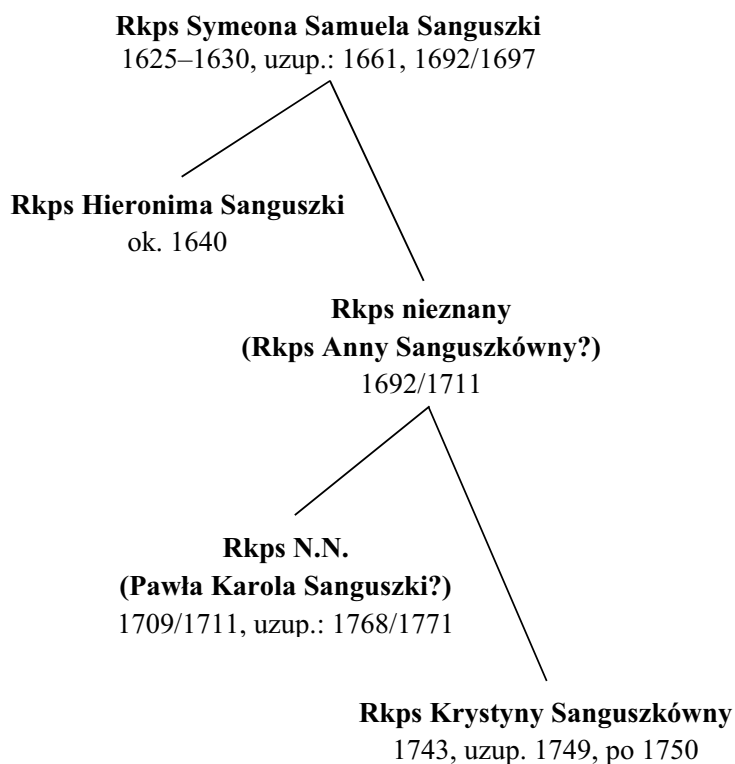 Rkps Symeona Samuela Sanguszki
1625–1630, uzup.: 1661, 1692/1697
Rkps Hieronima Sanguszki
ok. 1640
Rkps nieznany
(Rkps Anny Sanguszkówny?)
1692/1711
Rkps N.N.
(Pawła Karola Sanguszki?)
1709/1711, uzup.: 1768/1771
Rkps Krystyny Sanguszkówny
1743, uzup. 1749, po 1750